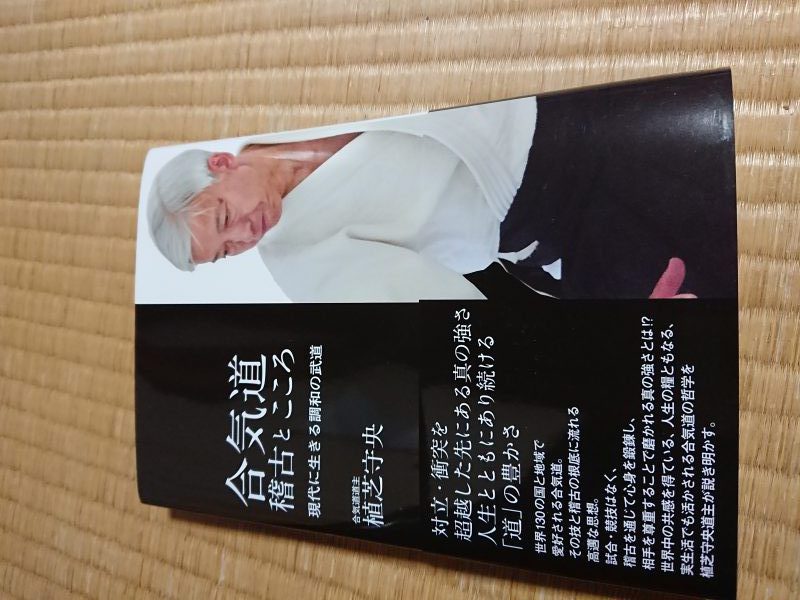 合気道
稽古とこころ
現代に生きる調和の武道
合気道道主
植芝守央
対立・衝突を
超越した先にある真の強さ
人生とともにあり続ける
「道」の豊かさ
世界130の国と地域で
愛好される合気道。
その技と稽古の根底に流れる
高邁な思想。
試合・競技はなく、
稽古を通じて心身を鍛錬し、
相手を尊重することで磨かれる真の強さとは!?
世界中の共感を得ている、人生の糧ともなる、
実生活でも活かされる合気道の哲学を
植芝守央道主が説き明かす。